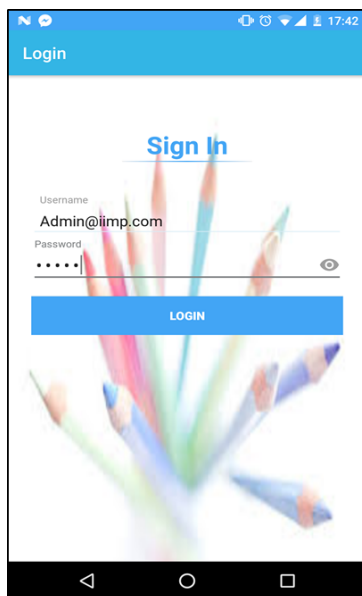 17:42
Login
Sign In
Username
Admin@iimp.com
Password
•••••
LOGIN